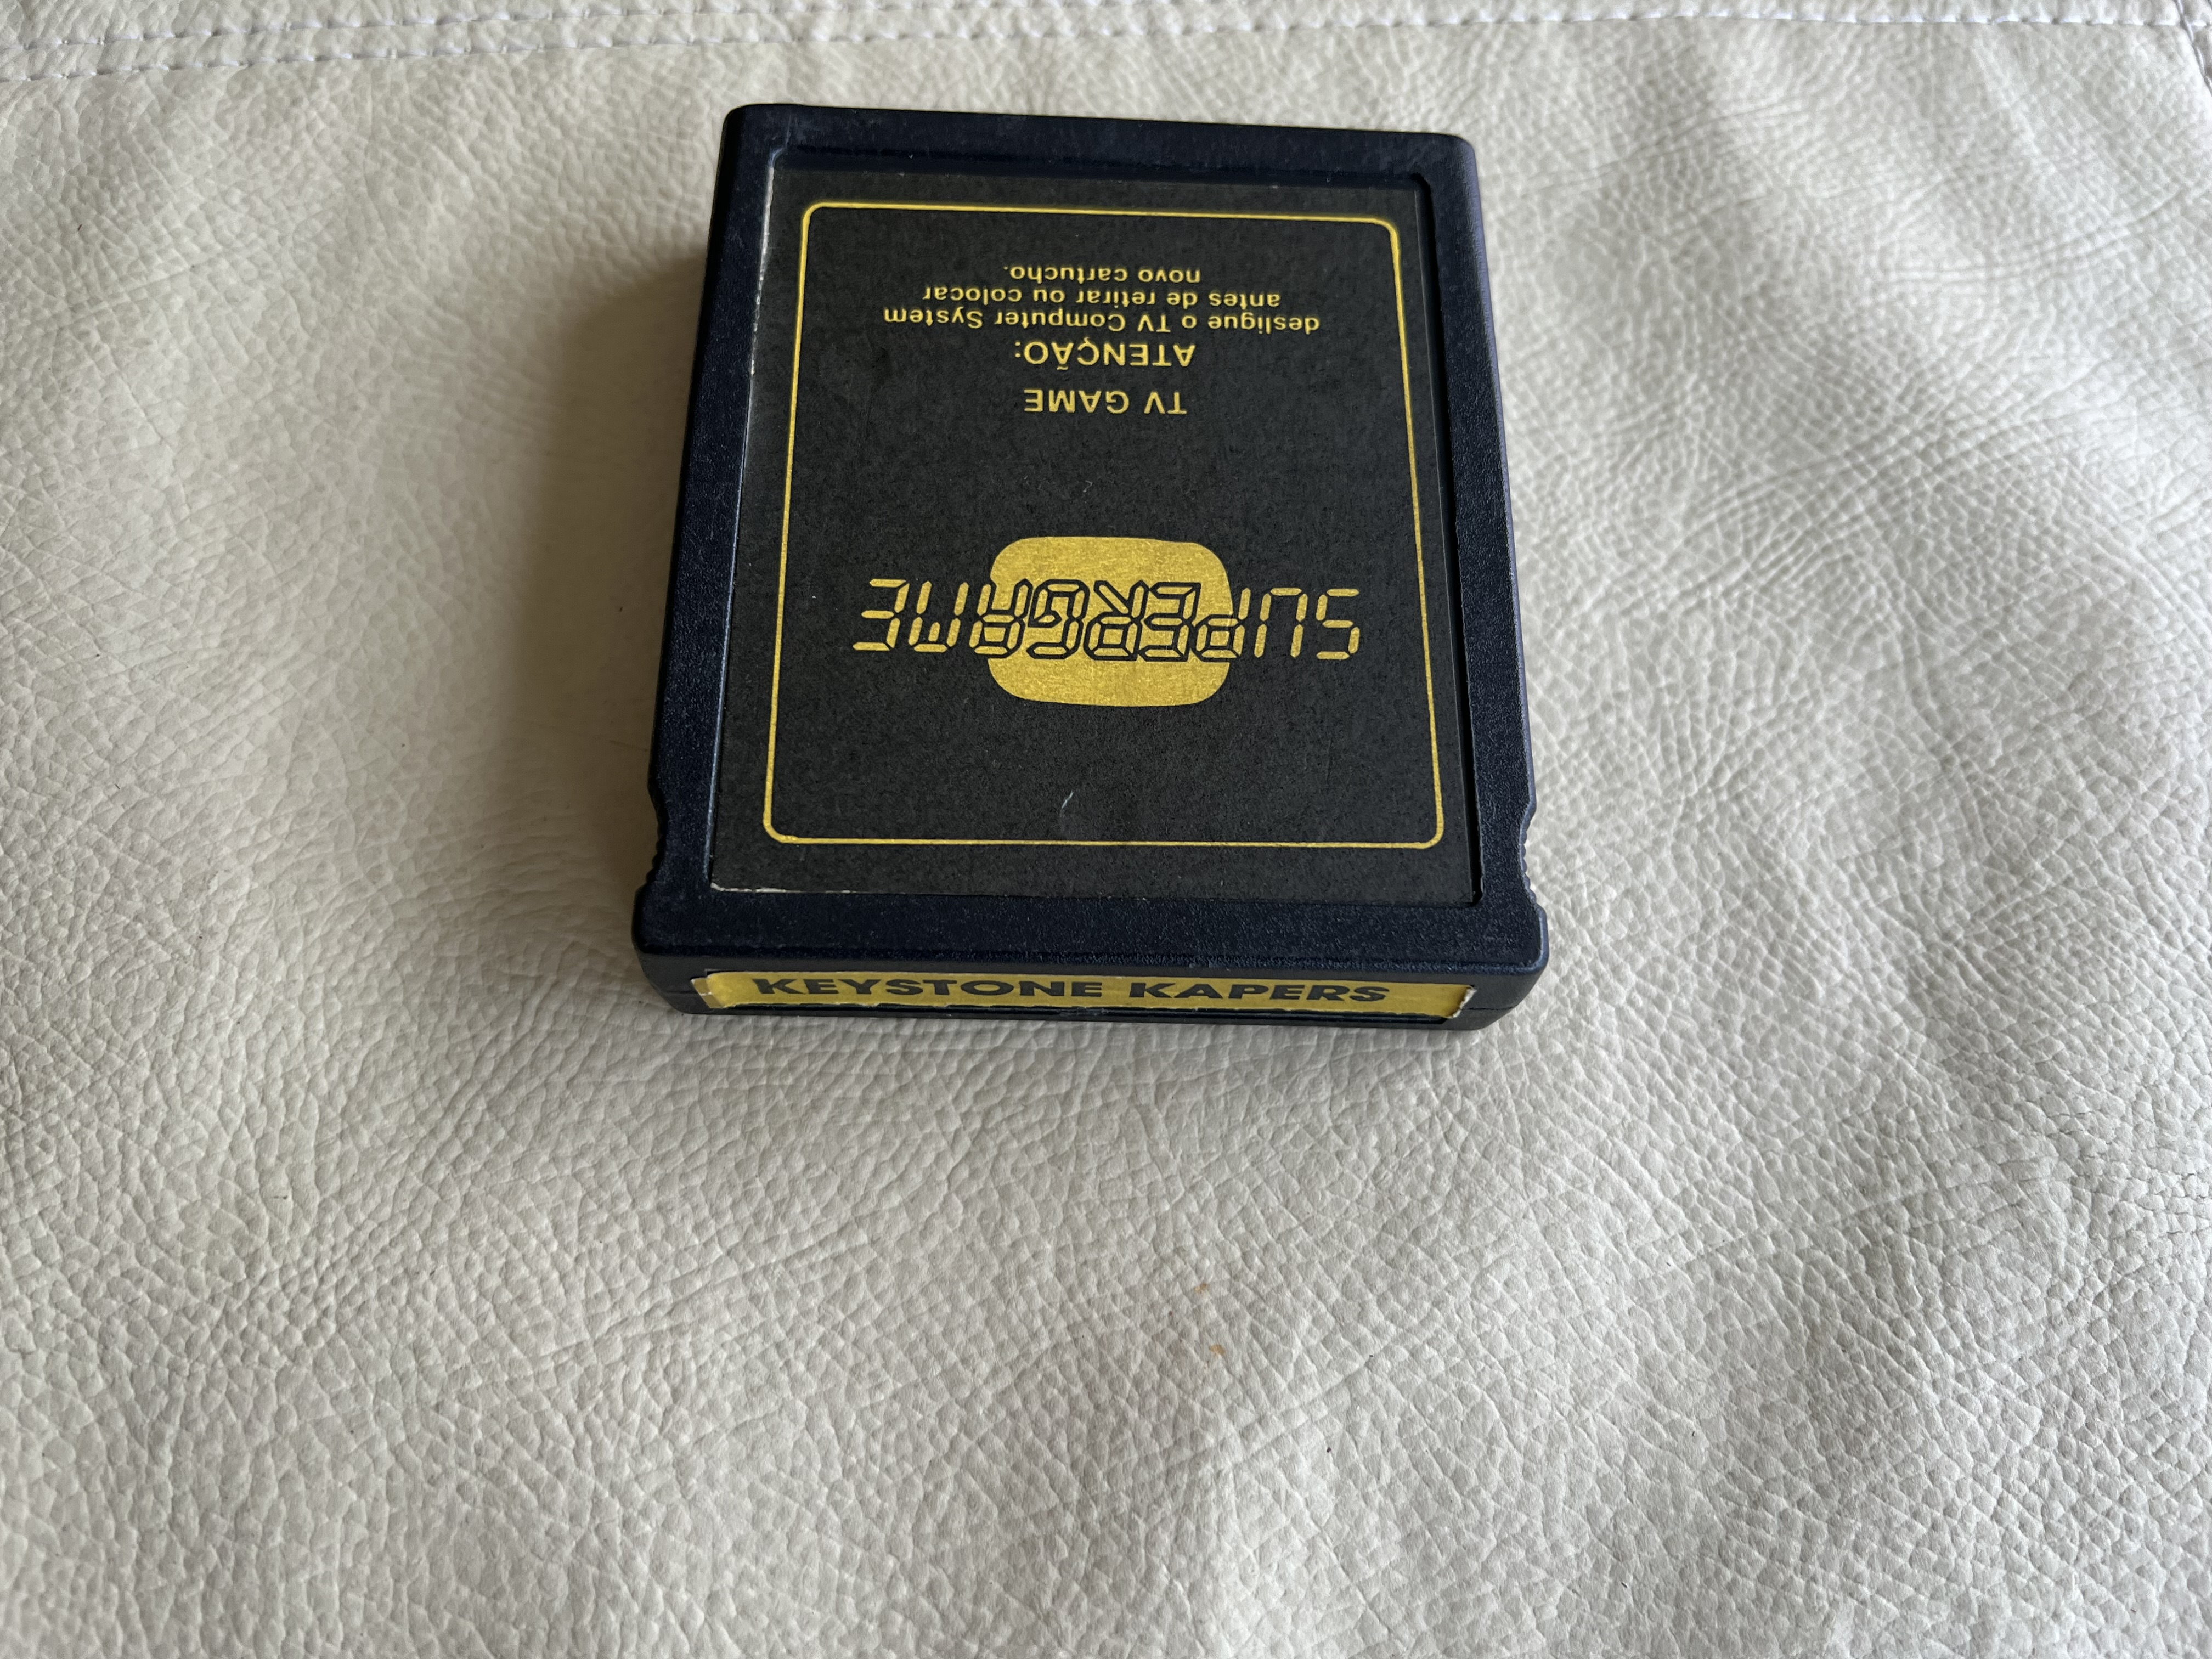 SUPERGAME
TV GAME
ATENÇÃO:
desligue o TV Computer System
antes de retirar ou colocar
novo cartucho.
KEYSTONE KAPERS